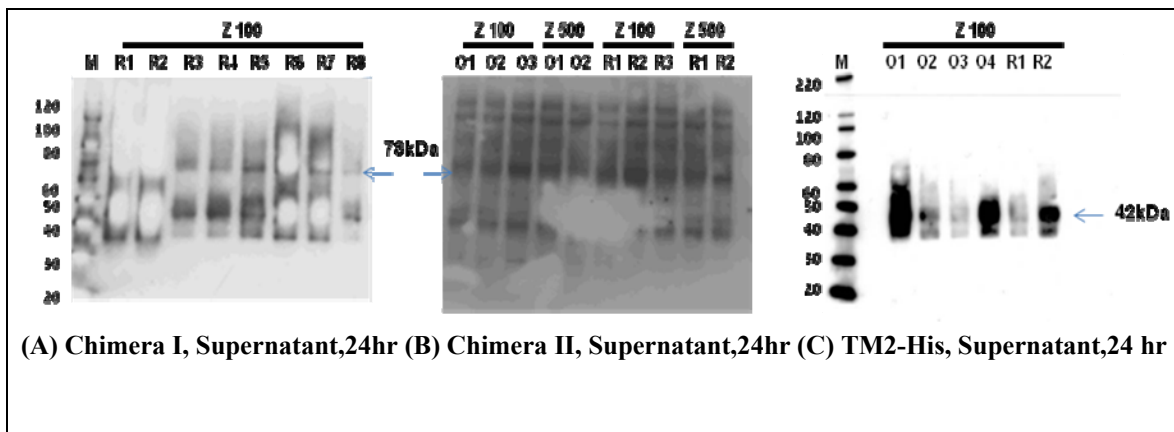 Z 100
M R1 R2 R3 R4 R5 R6 R7 R8
120
100
80
60
50
40
30
20
78kDa
Z 100 Z 500 Z 100 Z 500
O1 O2 O3 O1 O2 R1 R2 R3 R1 R2
Z 100
M O1 O2 O3 O4 R1 R2
220
120
100
80
60
50
40
30
20
42kDa
(A) Chimera I, Supernatant,24hr (B) Chimera II, Supernatant,24hr (C) TM2-His, Supernatant,24 hr